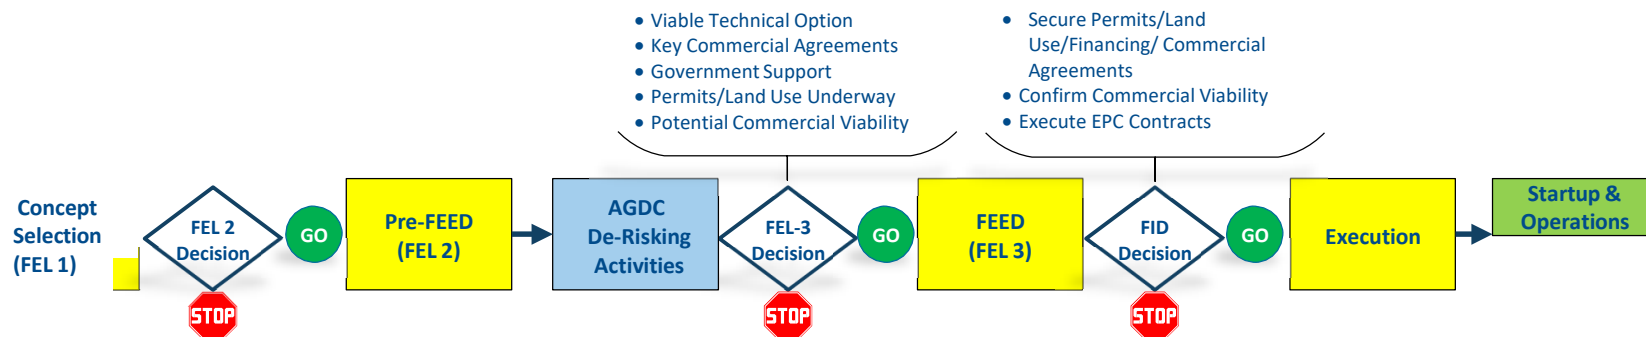 • Viable Technical Option
• Key Commercial Agreements
• Government Support
• Permits/Land Use Underway
• Potential Commercial Viability
• Secure Permits/Land
Use/Financing/ Commercial
Agreements
• Confirm Commercial Viability
• Execute EPC Contracts
Concept
Selection
(FEL 1)
FEL 2
Decision
GO
STOP
Pre-FEED
(FEL 2)
AGDC
De-Risking
Activities
FEL-3
Decision
GO
STOP
FEED
(FEL 3)
FID
Decision
GO
STOP
Execution
Startup &
Operations